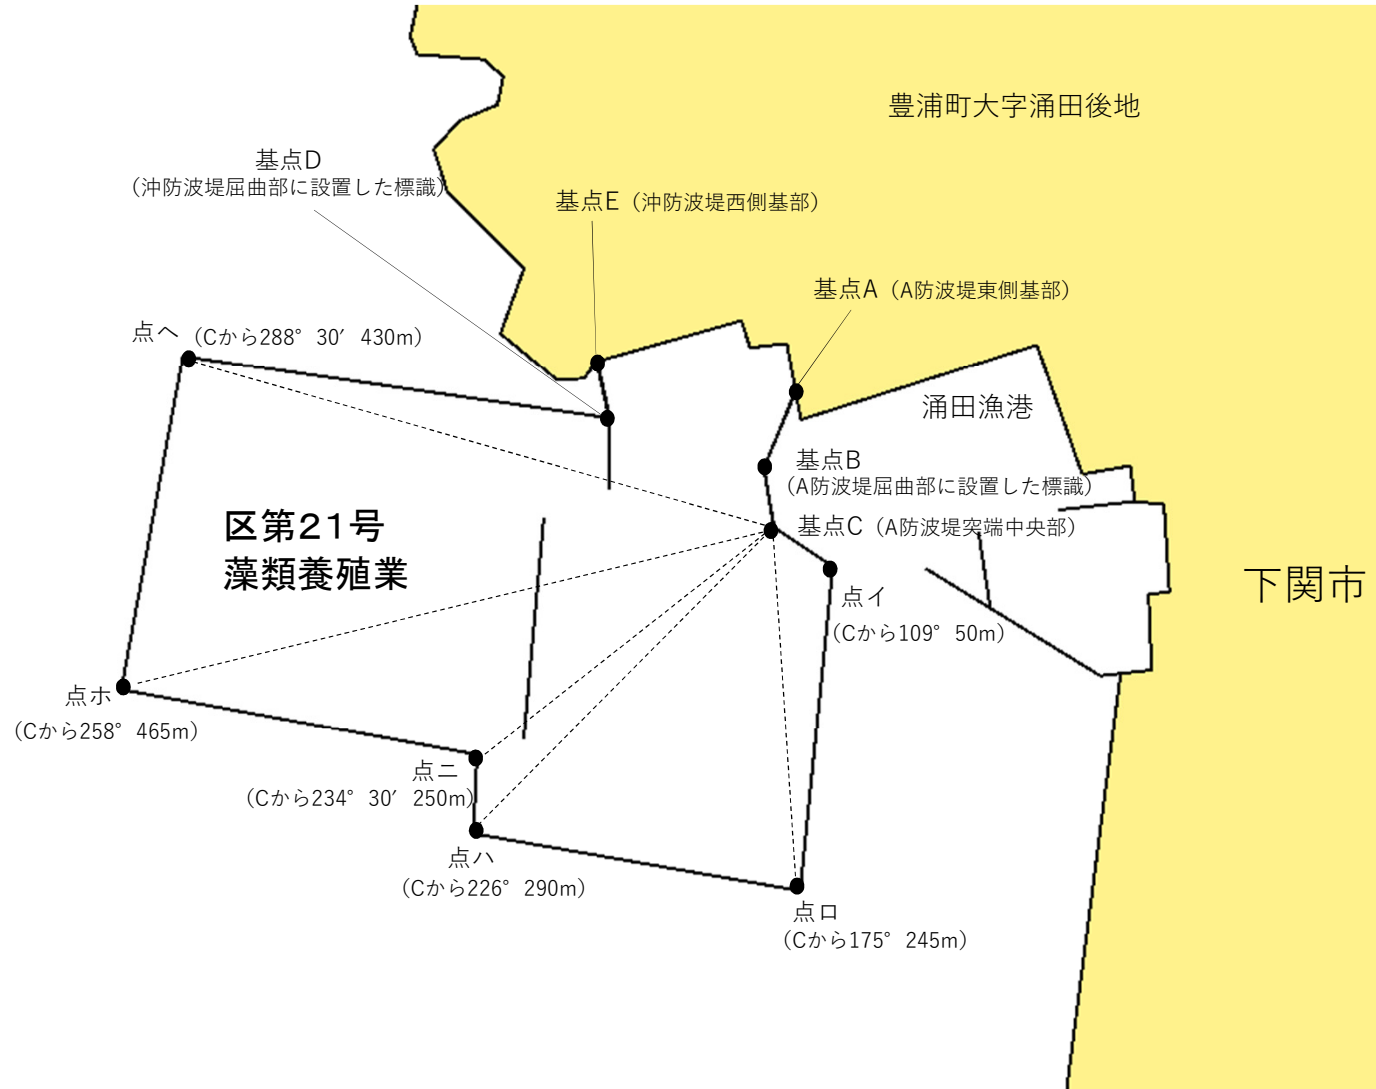 豊浦町大字涌田後地
基点D
（沖防波堤屈曲部に設置した標識）
基点E（沖防波堤西側基部）
基点A（A防波堤東側基部）
点ヘ（Cから288° 30′ 430m）
涌田漁港
基点B
（A防波堤屈曲部に設置した標識）
基点C（A防波堤突端中央部）
区第21号
藻類養殖業
下関市
点イ
（Cから109° 50m）
点ホ
（Cから258° 465m）
点ニ
（Cから234° 30′ 250m）
点ハ
（Cから226° 290m）
点ロ
（Cから175° 245m）